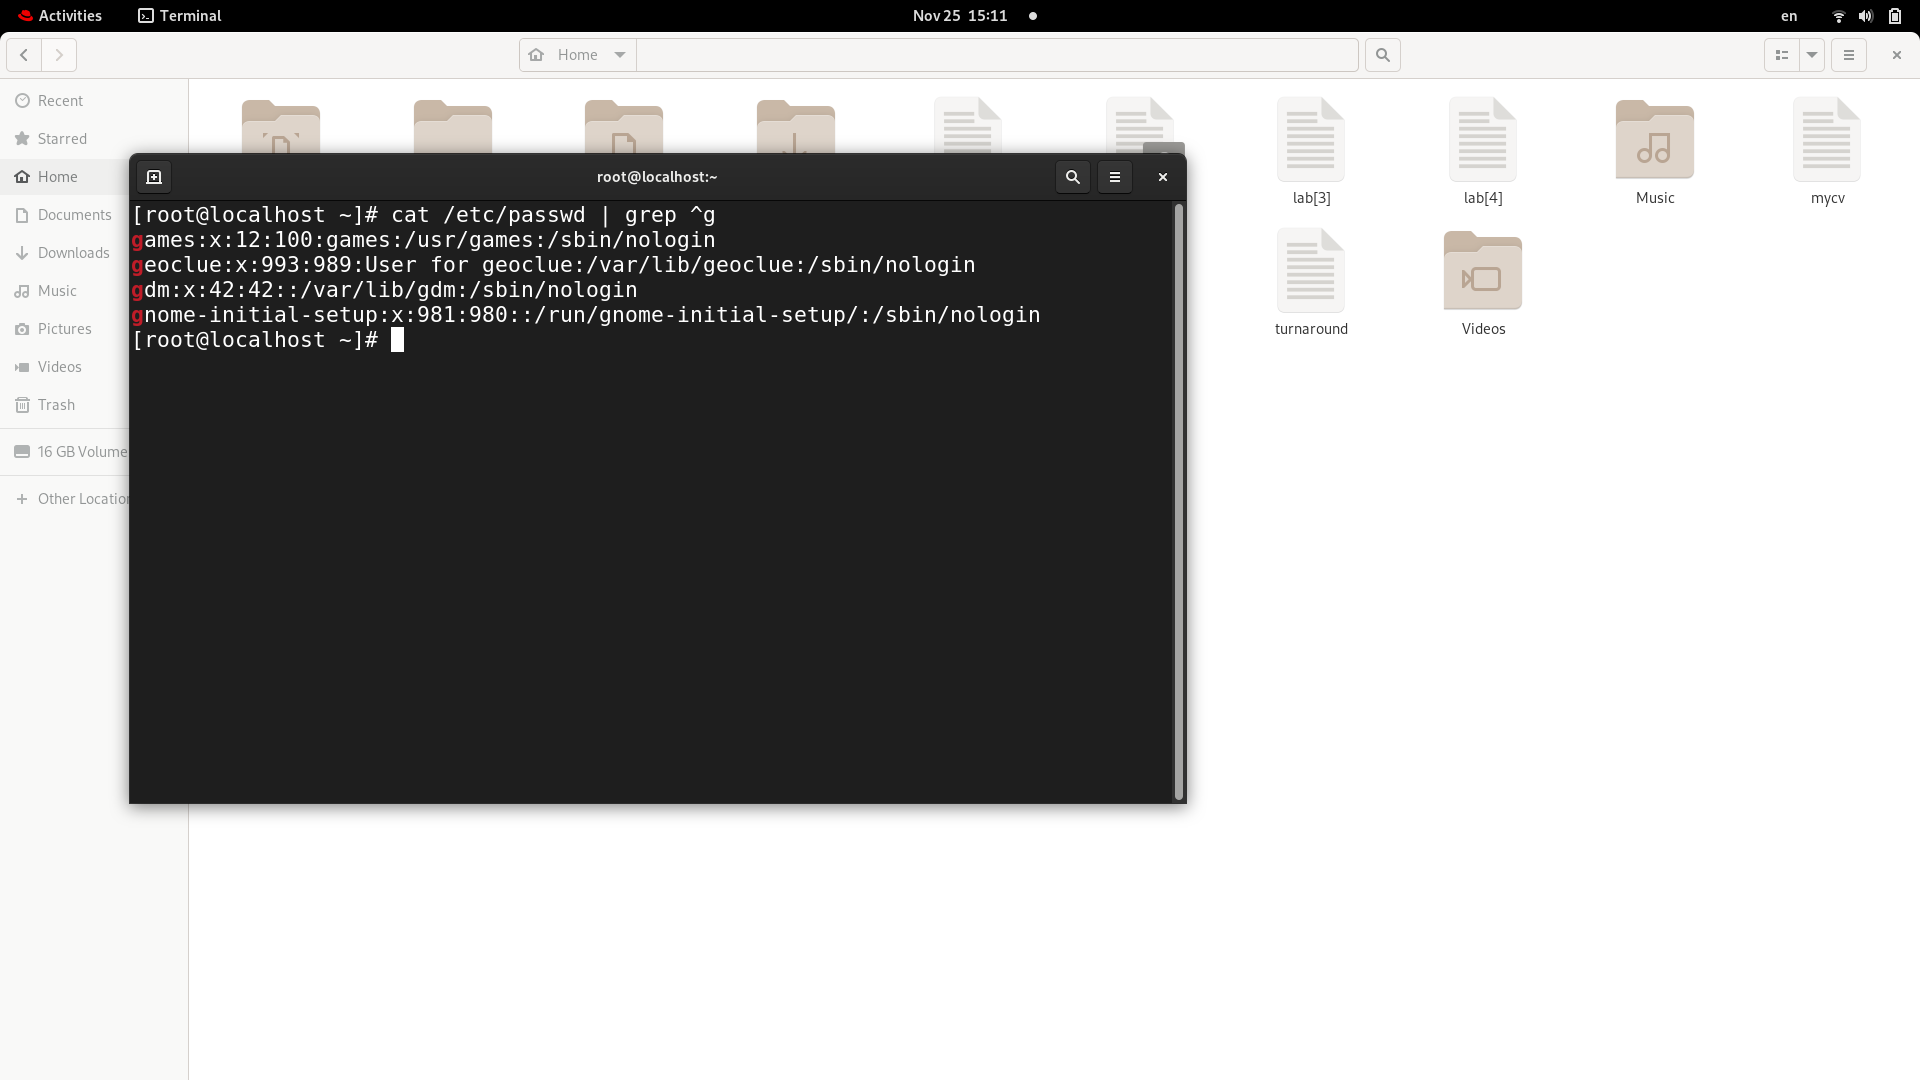 Activities
Terminal
Nov 25 15:11
en
Home
Recent
Starred
Home
Documents
Downloads
Music
Pictures
Videos
Trash
16 GB Volume
Other Location
root@localhost:~
[root@localhost ~]# cat /etc/passwd | grep ^g
games:x:12:100:games:/usr/games:/sbin/nologin
geoclue:x:993:989:User for geoclue:/var/lib/geoclue:/sbin/nologin
gdm:x:42:42::/var/lib/gdm:/sbin/nologin
gnome-initial-setup:x:981:980::/run/gnome-initial-setup/:/sbin/nologin
[root@localhost ~]#
lab[3]
lab[4]
Music
mycv
turnaround
Videos